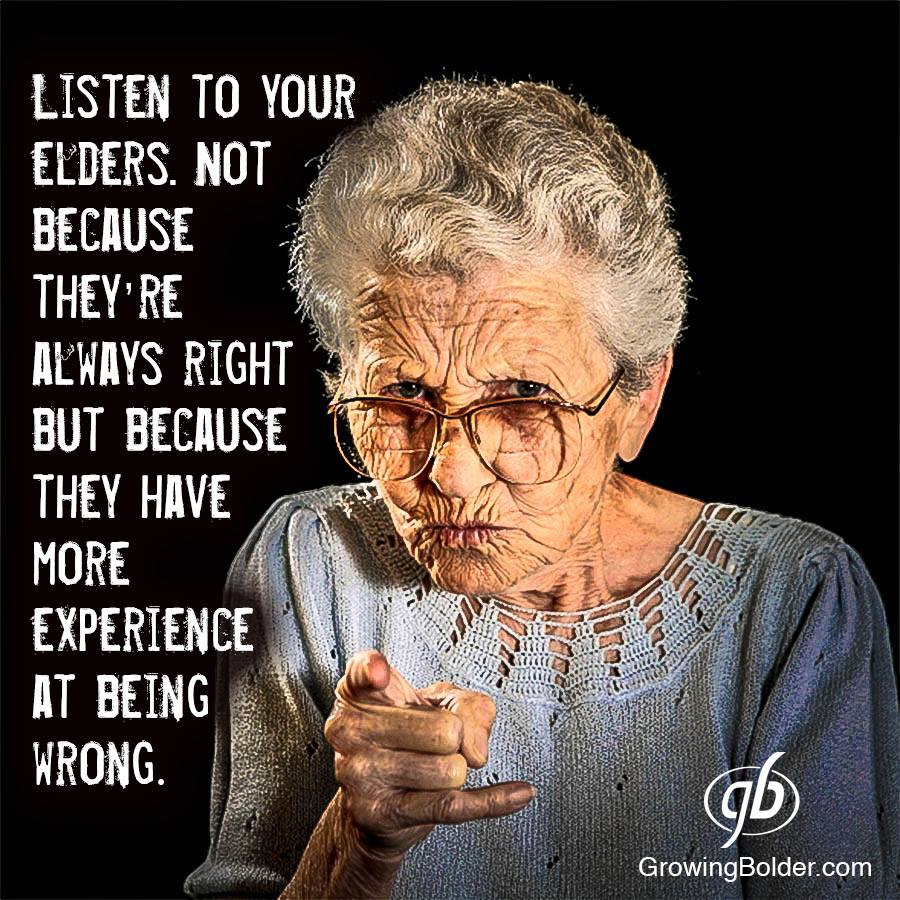 LISTEN TO YOUR
ELDERS. NOT
BECAUSE
THEY'RE
ALWAYS RIGHT
BUT BECAUSE
THEY HAVE
MORE
EXPERIENCE
AT BEING
WRONG.
gb
GrowingBolder.com